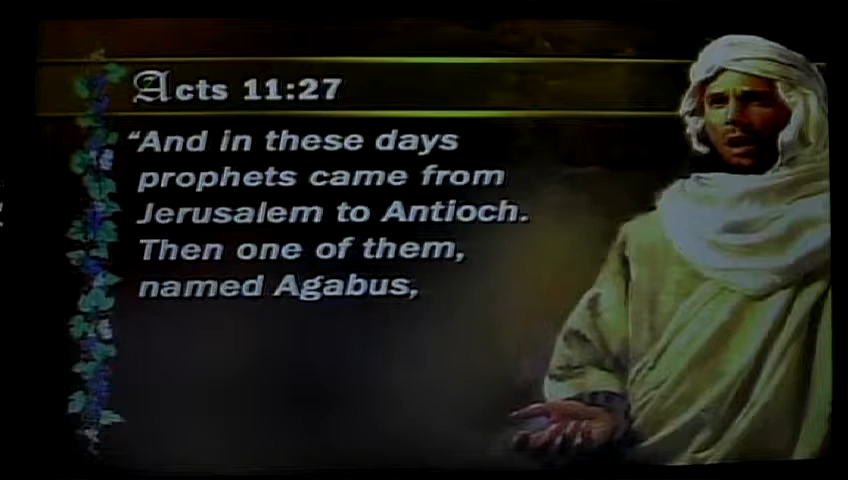 Acts 11:27
“And in these days
prophets came from
Jerusalem to Antioch.
Then one of them,
named Agabus,